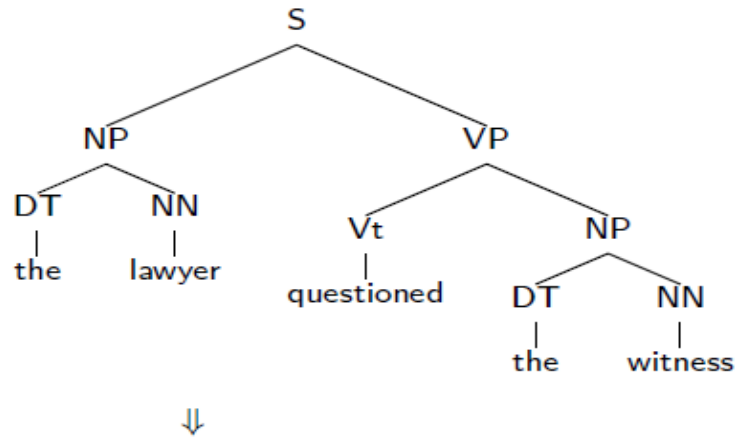 S
NP VP
DT NN Vt NP
the lawyer questioned DT NN
the witness
⇓